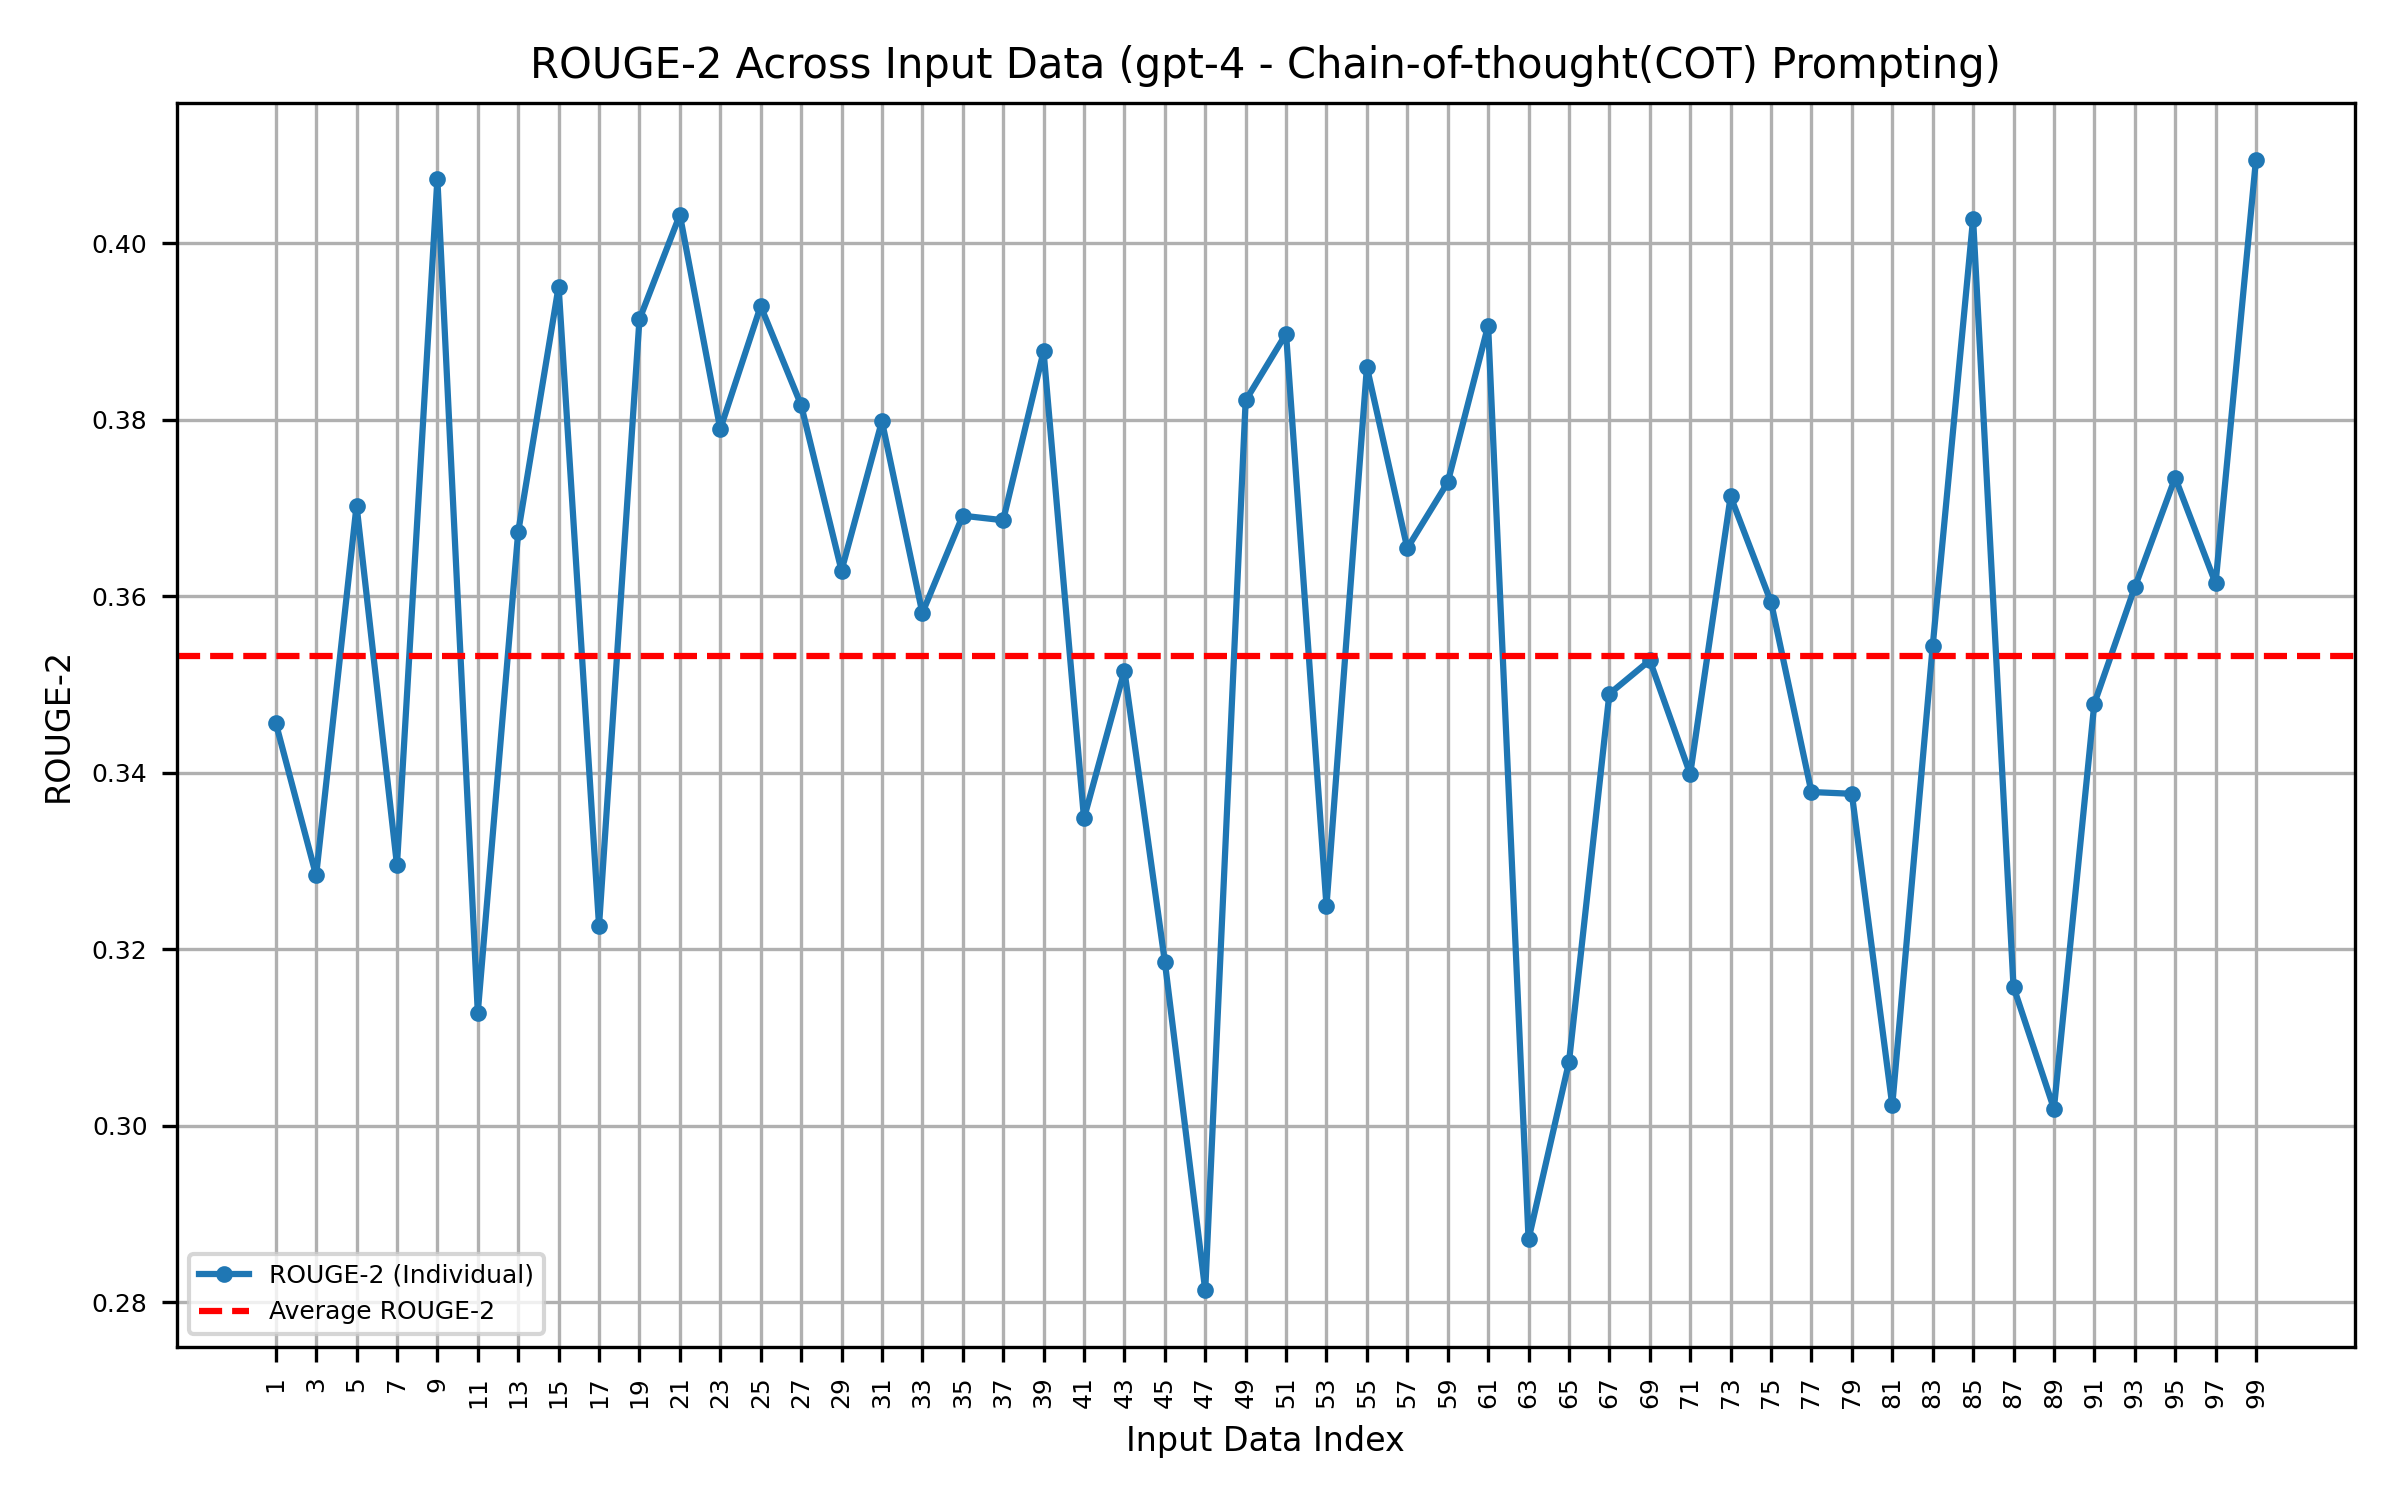 ROUGE-2 Across Input Data (gpt-4 - Chain-of-thought(COT) Prompting)
ROUGE-2
0.40
0.38
0.36
0.34
0.32
0.30
0.28
ROUGE-2 (Individual)
Average ROUGE-2
1 3 5 7 9 11 13 15 17 19 21 23 25 27 29 31 33 35 37 39 41 43 45 47 49 51 53 55 57 59 61 63 65 67 69 71 73 75 77 79 81 83 85 87 89 91 93 95 97 99
Input Data Index